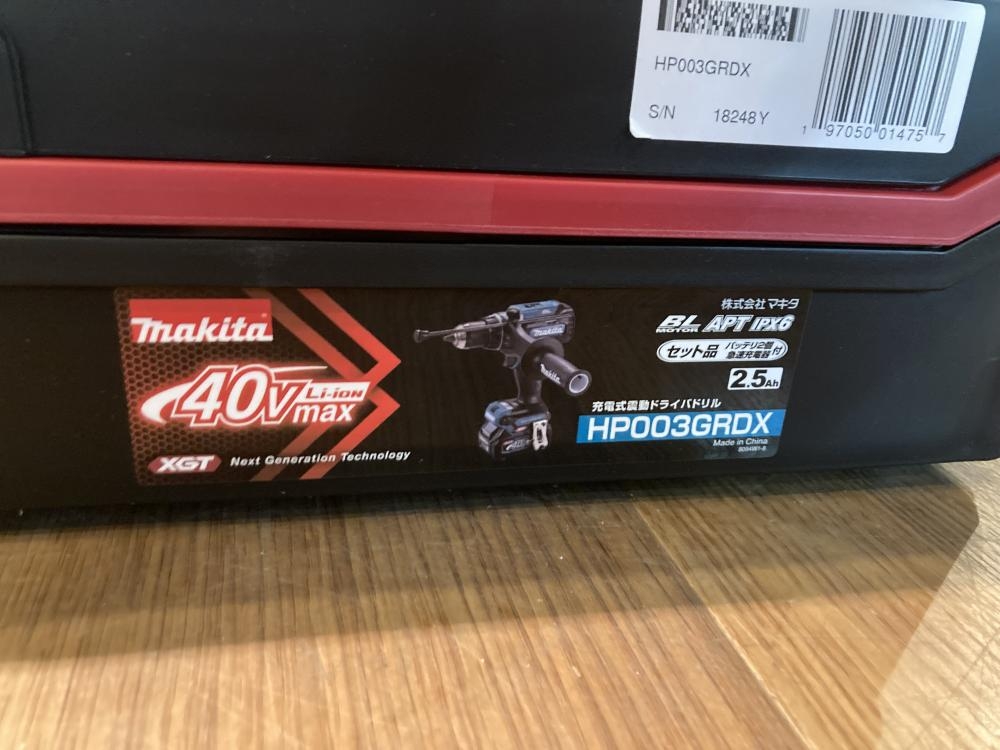 HP003GRDX
S/N 18248Y
1 97050 01475 7
makita
40Vmax Li-ion
XGT Next Generation Technology
makita
株式会社マキタ
BL MOTOR APT IPX6
セット品 バッテリ2個 急速充電器 付
2.5Ah
充電式震動ドライバドリル
HP003GRDX
Made in China